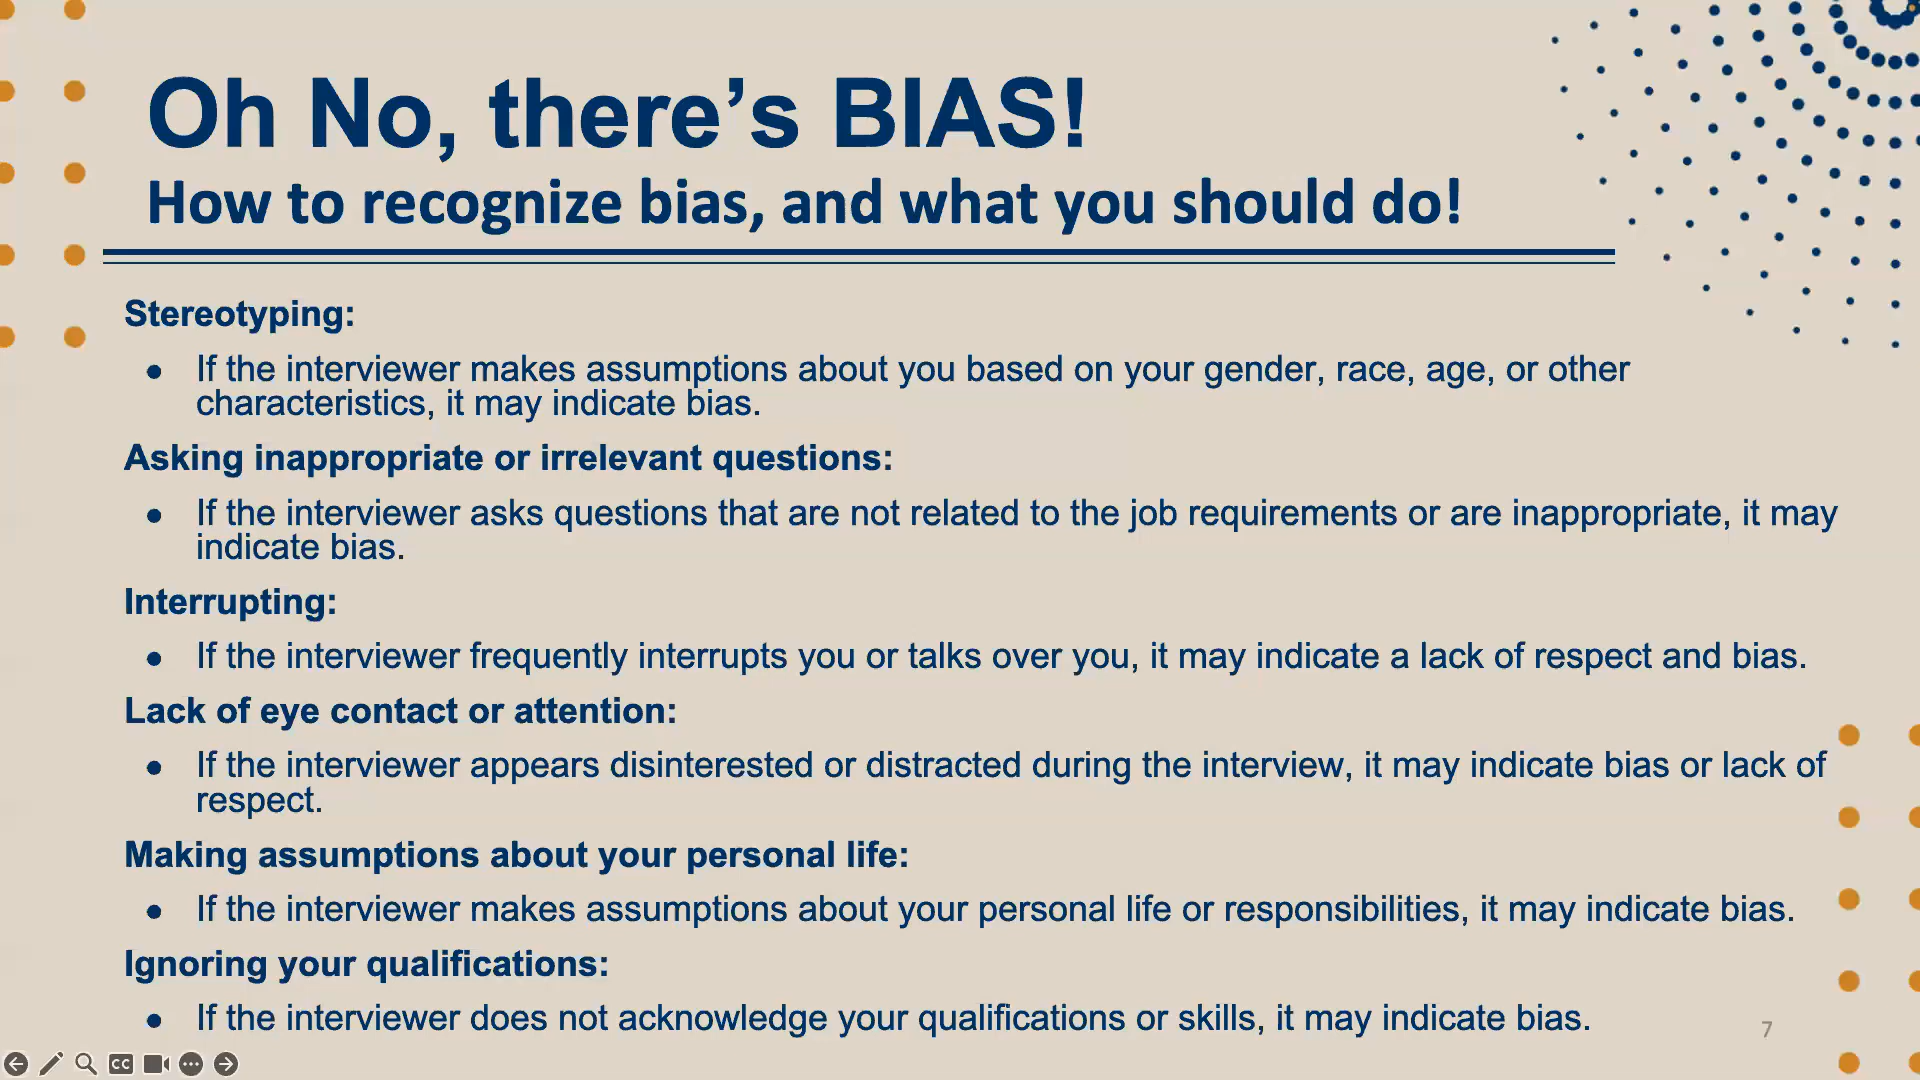 Oh No, there’s BIAS!
How to recognize bias, and what you should do!
Stereotyping:
● If the interviewer makes assumptions about you based on your gender, race, age, or other
characteristics, it may indicate bias.
Asking inappropriate or irrelevant questions:
● If the interviewer asks questions that are not related to the job requirements or are inappropriate, it may
indicate bias.
Interrupting:
● If the interviewer frequently interrupts you or talks over you, it may indicate a lack of respect and bias.
Lack of eye contact or attention:
● If the interviewer appears disinterested or distracted during the interview, it may indicate bias or lack of
respect.
Making assumptions about your personal life:
● If the interviewer makes assumptions about your personal life or responsibilities, it may indicate bias.
Ignoring your qualifications:
● If the interviewer does not acknowledge your qualifications or skills, it may indicate bias.
7
CC